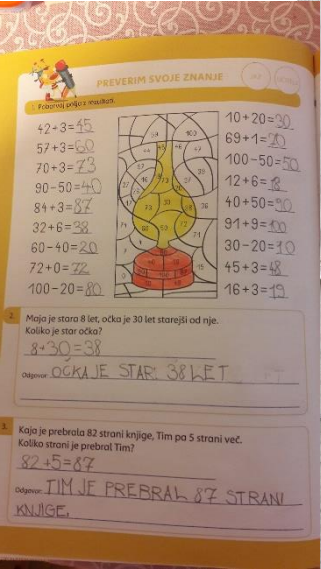 PREVERIM SVOJE ZNANJE
1. Pobarvaj polja z rezultati.
42+3=45
57+3=60
70+3=73
90-50=40
84+3=87
32+6=38
60-40=20
72+0=72
100-20=80
10+20=30
69+1=70
100-50=50
12+6=18
40+50=90
91+9=100
30-20=10
45+3=48
16+3=19
2. Maja je stara 8 let, očka je 30 let starejši od nje.
Koliko je star očka?
8+30=38
Odgovor: OČKA JE STAR 38 LET
3. Kaja je prebrala 82 strani knjige, Tim pa 5 strani več.
Koliko strani je prebral Tim?
82+5=87
Odgovor: TIM JE PREBRAL 87 STRANI
KNJIGE.